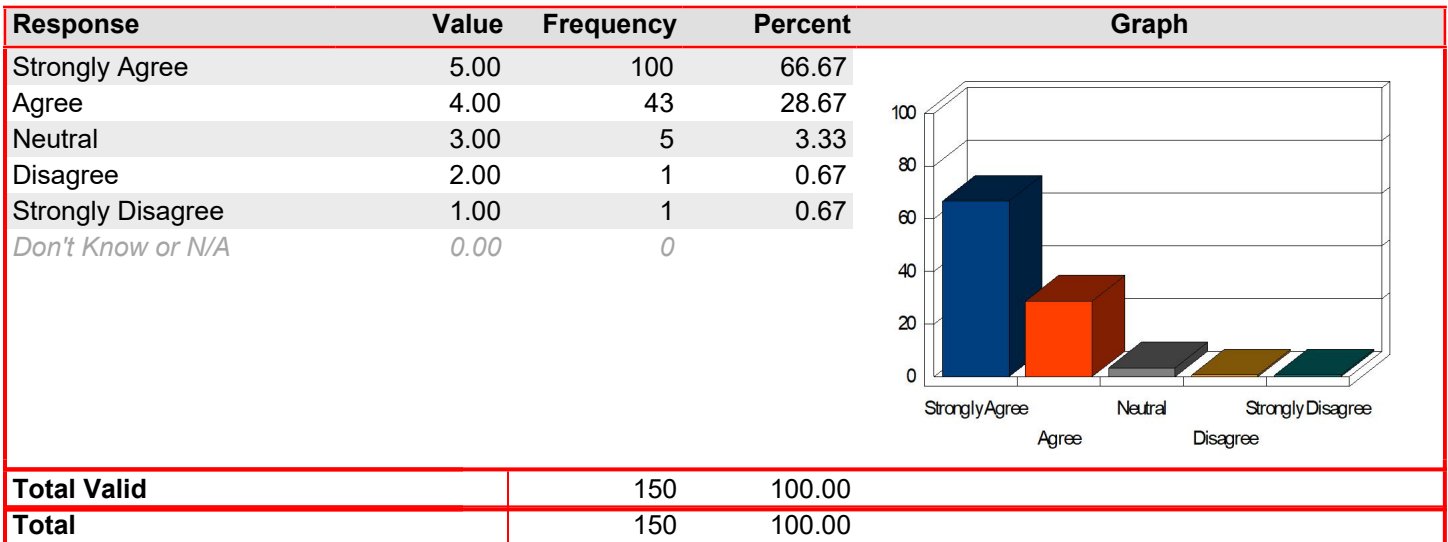 Response Value Frequency Percent Graph
Strongly Agree 5.00 100 66.67
Agree 4.00 43 28.67
Neutral 3.00 5 3.33
Disagree 2.00 1 0.67
Strongly Disagree 1.00 1 0.67
Don't Know or N/A 0.00 0
100
80
60
40
20
0
Strongly Agree Neutral Strongly Disagree
Agree Disagree
Total Valid 150 100.00
Total 150 100.00